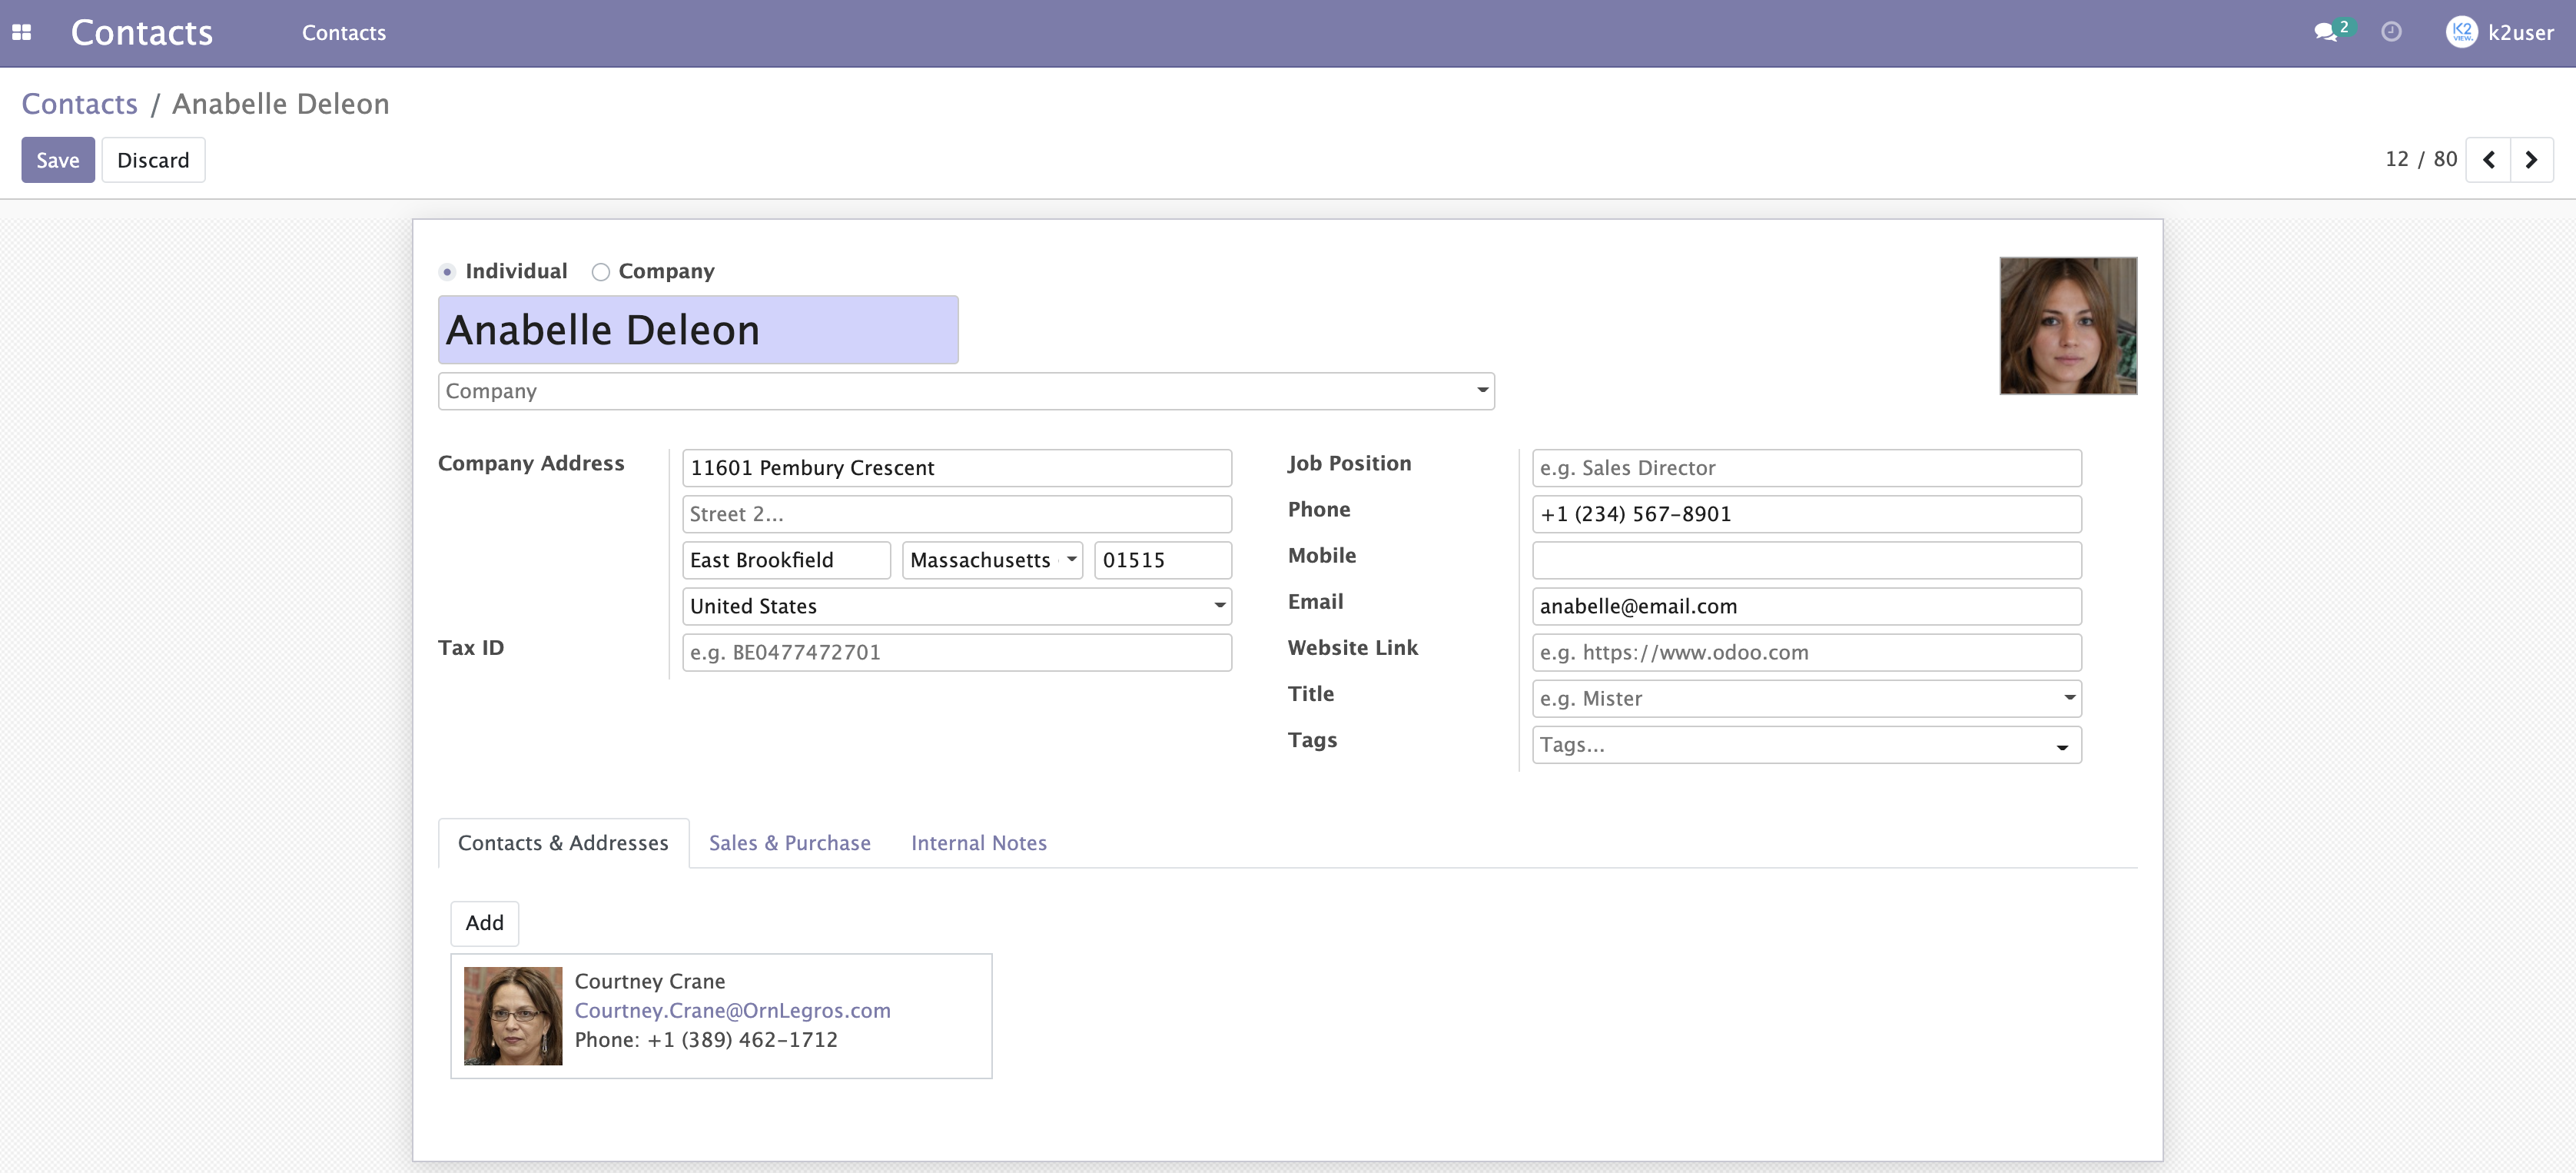 Contacts Contacts 2 K2 VIEW. k2user
Contacts / Anabelle Deleon
Save Discard 12 / 80
Individual Company
Anabelle Deleon
Company
Company Address 11601 Pembury Crescent Job Position e.g. Sales Director
Street 2... Phone +1 (234) 567-8901
East Brookfield Massachusetts 01515 Mobile
United States Email anabelle@email.com
Tax ID e.g. BE0477472701 Website Link e.g. https://www.odoo.com
Title e.g. Mister
Tags Tags...
Contacts & Addresses Sales & Purchase Internal Notes
Add
Courtney Crane
Courtney.Crane@OrnLegros.com
Phone: +1 (389) 462-1712